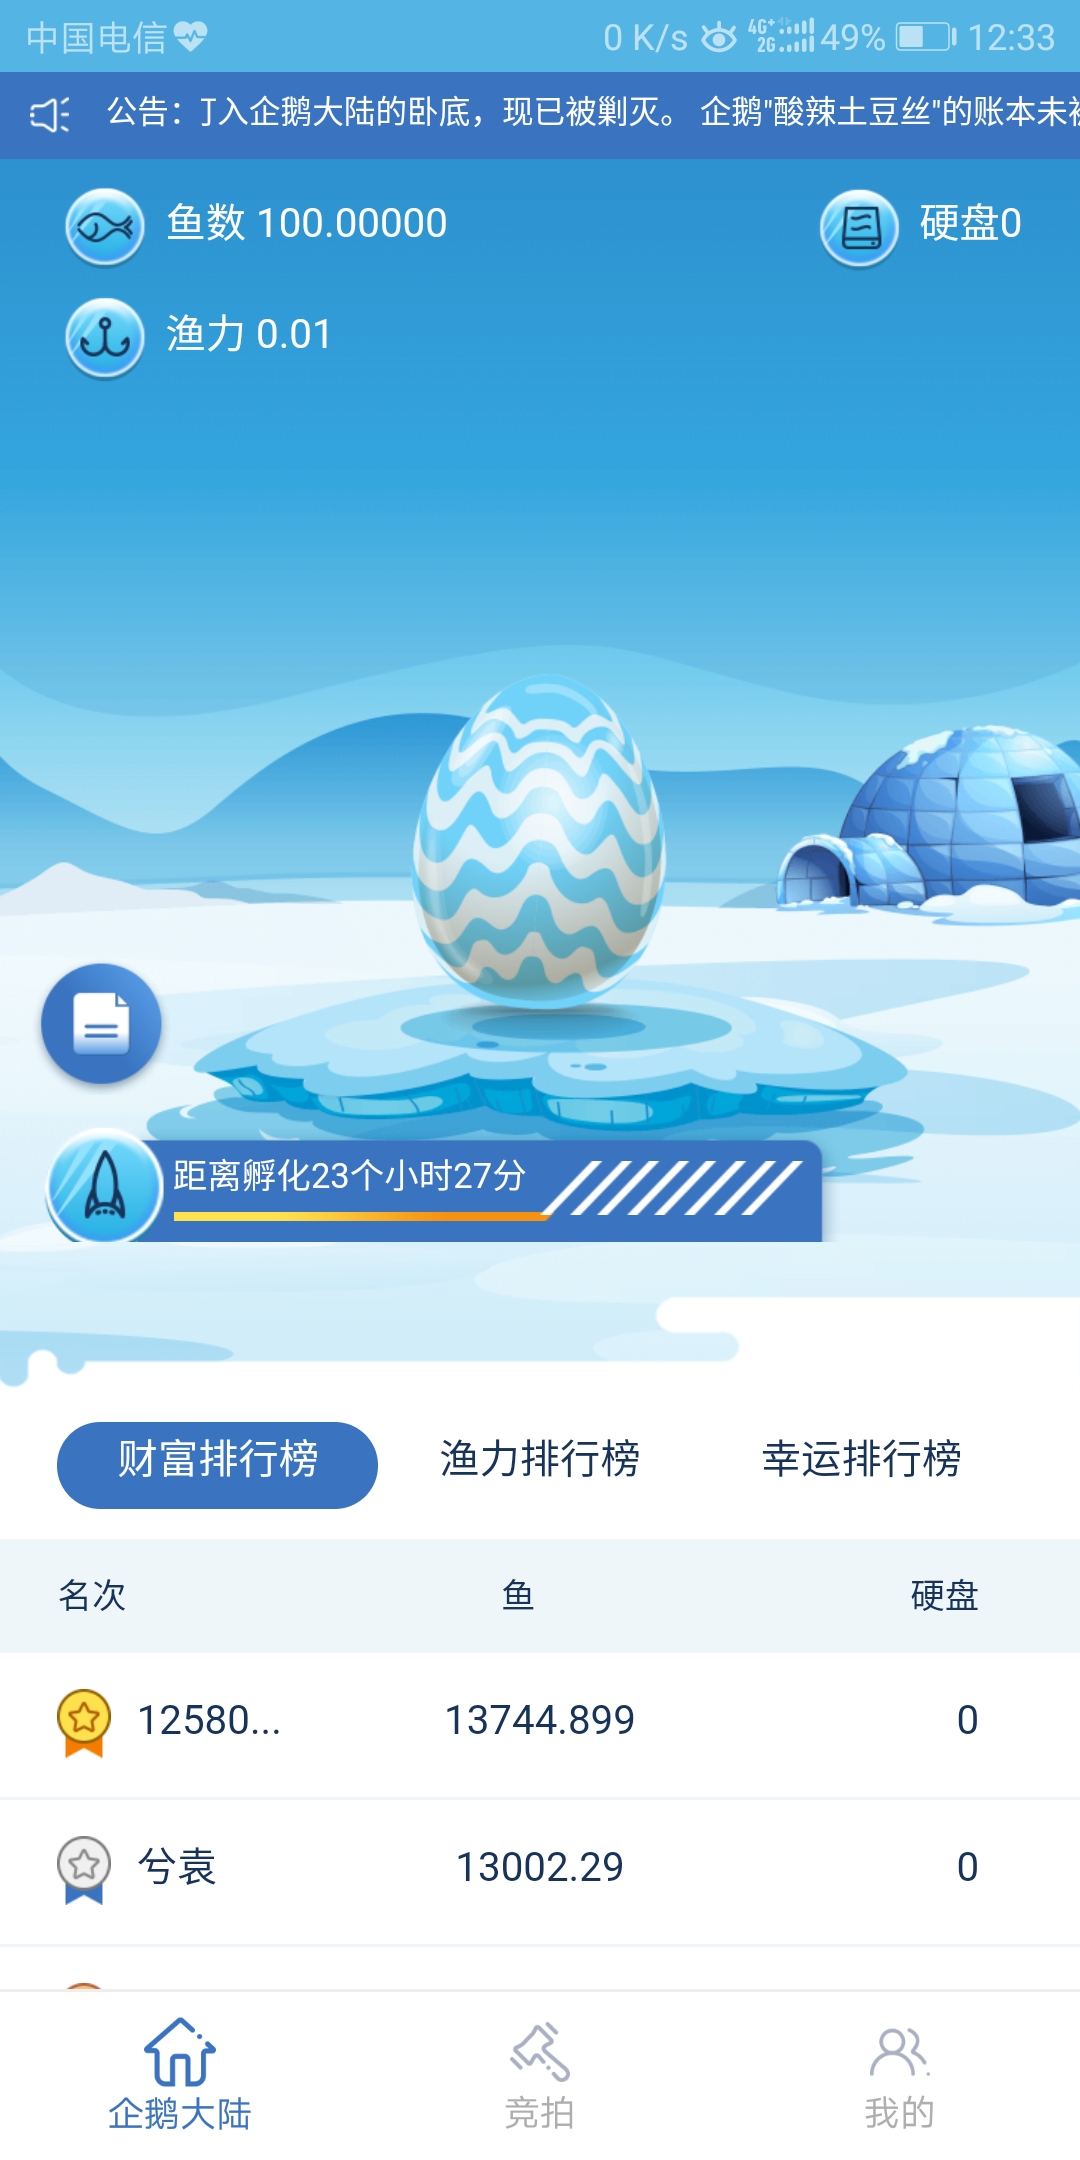 中国电信 0 K/s 4G+ 2G 49% 12:33
公告：入企鹅大陆的卧底，现已被剿灭。 企鹅"酸辣土豆丝"的账本未
鱼数 100.00000 硬盘0
渔力 0.01
距离孵化23个小时27分
财富排行榜 渔力排行榜 幸运排行榜
名次 鱼 硬盘
12580... 13744.899 0
兮袁 13002.29 0
企鹅大陆 竞拍 我的